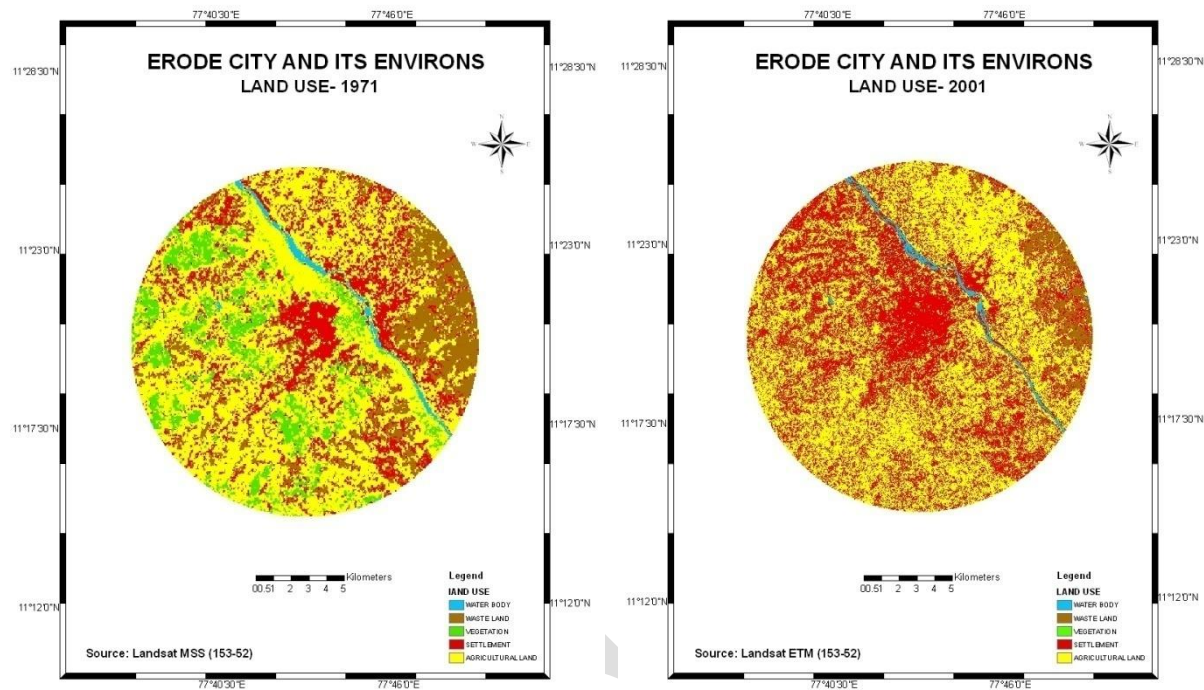 77°40'30"E
77°46'0"E
ERODE CITY AND ITS ENVIRONS
LAND USE- 1971
11°28'30"N
11°28'30"N
N
W
E
S
11°23'0"N
11°23'0"N
11°17'30"N
11°17'30"N
Kilometers
00.51 2 3 4 5
Legend
lAND USE
WATER BODY
WASTE LAND
VEGETATION
SETTLEMENT
AGRICULTURAL LAND
11°12'0"N
11°12'0"N
Source: Landsat MSS (153-52)
77°40'30"E
77°46'0"E
77°40'30"E
77°46'0"E
ERODE CITY AND ITS ENVIRONS
LAND USE- 2001
11°28'30"N
11°28'30"N
N
W
E
S
11°23'0"N
11°23'0"N
11°17'30"N
11°17'30"N
Kilometers
00.51 2 3 4 5
Legend
LAND USE
WATER BODY
WASTE LAND
VEGETATION
SETTLEMENT
AGRICULTURAL LAND
11°12'0"N
11°12'0"N
Source: Landsat ETM (153-52)
77°40'30"E
77°46'0"E